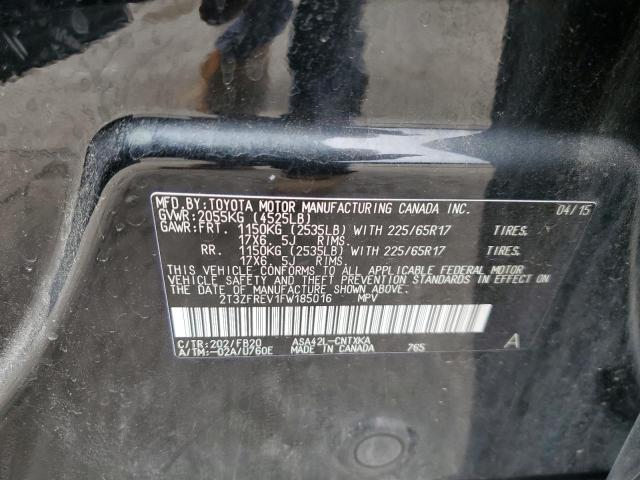 MFD.BY:TOYOTA MOTOR MANUFACTURING CANADA INC. 04/15
GVWR:2055KG (4525LB)
GAWR:FRT. 1150KG (2535LB) WITH 225/65R17 TIRES,
17X6.5J RIMS.
RR. 1150KG (2535LB) WITH 225/65R17 TIRES,
17X6.5J RIMS.
THIS VEHICLE CONFORMS TO ALL APPLICABLE FEDERAL MOTOR
VEHICLE SAFETY AND THEFT PREVENTION STANDARDS IN EFFECT
ON THE DATE OF MANUFACTURE SHOWN ABOVE.
2T3ZFREV1FW185016 MPV
C/TR:202/FB20 ASA42L-CNTXKA A
A/TM:-02A/U760E MADE IN CANADA 765